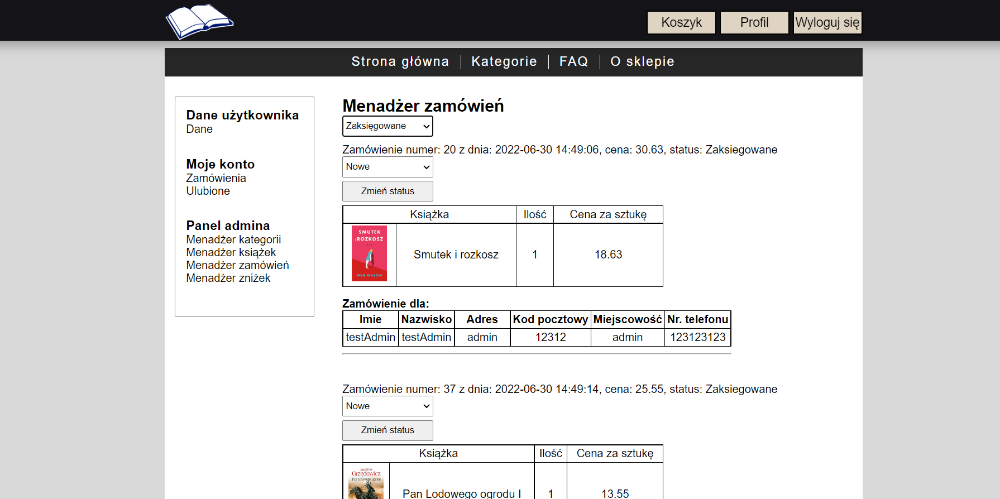 Koszyk Profil Wyloguj się
Strona główna Kategorie FAQ O sklepie
Dane użytkownika
Dane
Moje konto
Zamówienia
Ulubione
Panel admina
Menadżer kategorii
Menadżer książek
Menadżer zamówień
Menadżer zniżek
Menadżer zamówień
Zaksięgowane
Zamówienie numer: 20 z dnia: 2022-06-30 14:49:06, cena: 30.63, status: Zaksiegowane
Nowe
Zmień status
Książka Ilość Cena za sztukę
SMUTEK
i ROZKOSZ
MEG MASON
Smutek i rozkosz 1 18.63
Zamówienie dla:
Imie Nazwisko Adres Kod pocztowy Miejscowość Nr. telefonu
testAdmin testAdmin admin 12312 admin 123123123
Zamówienie numer: 37 z dnia: 2022-06-30 14:49:14, cena: 25.55, status: Zaksiegowane
Nowe
Zmień status
Książka Ilość Cena za sztukę
Jarosław
Grzędowicz
Pan Lodowego Ogrodu
Pan Lodowego ogrodu I 1 13.55